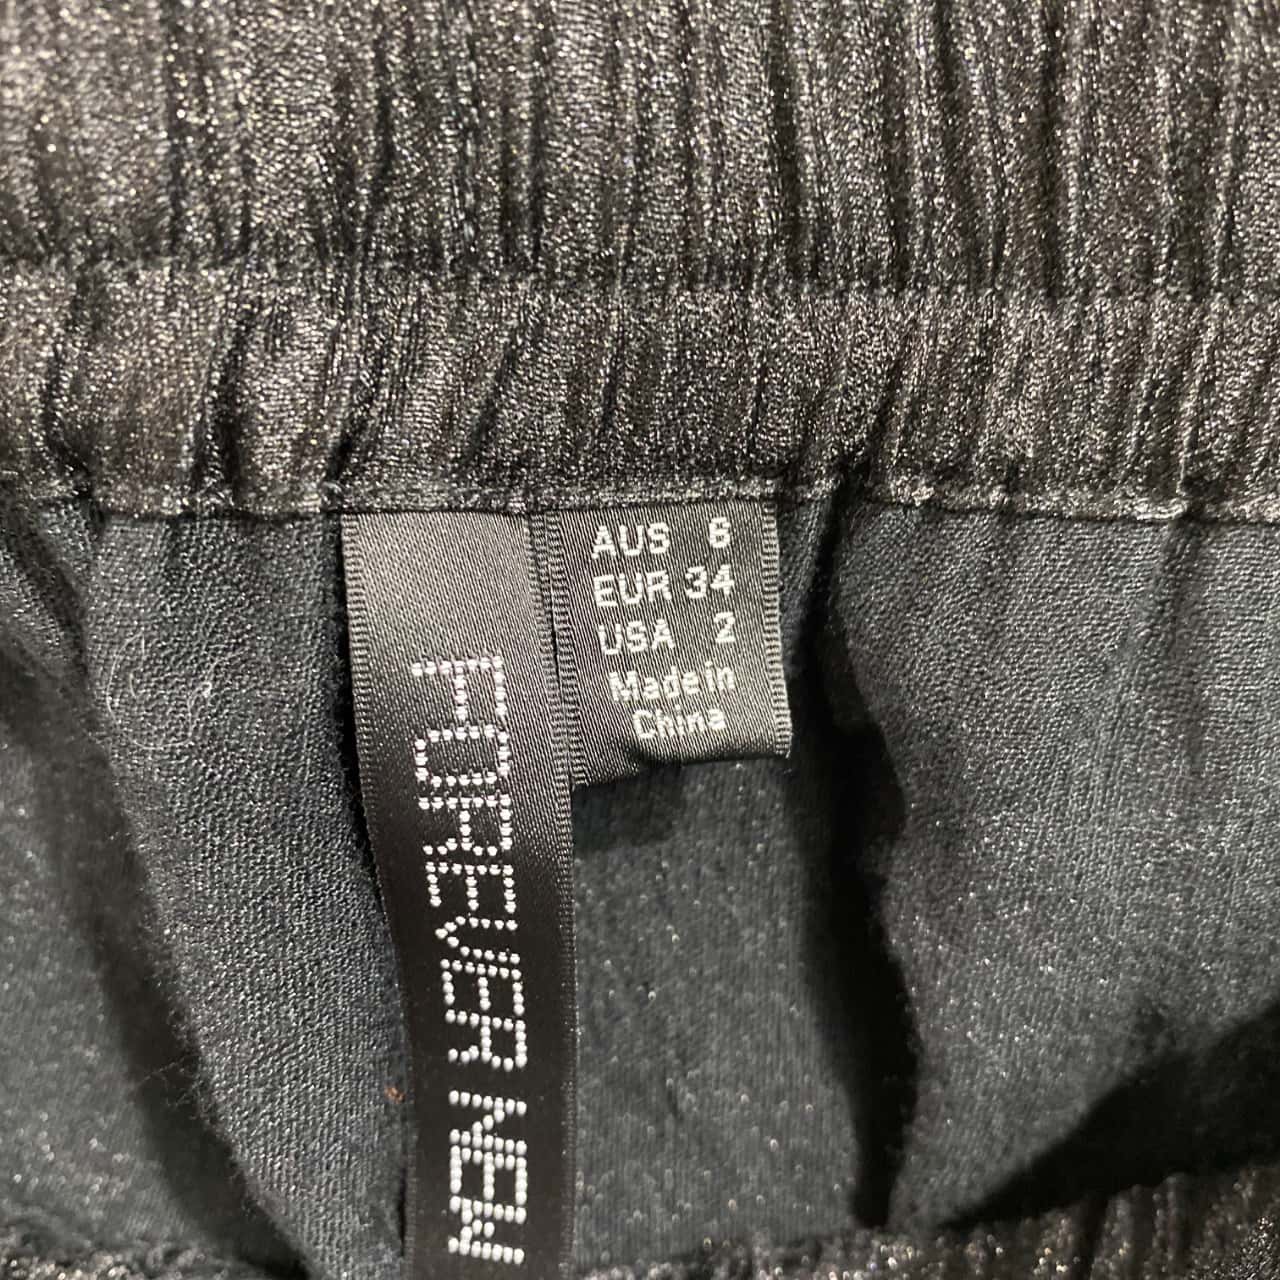 FOREVER NEW
AUS 6
EUR 34
USA 2
Made in
China